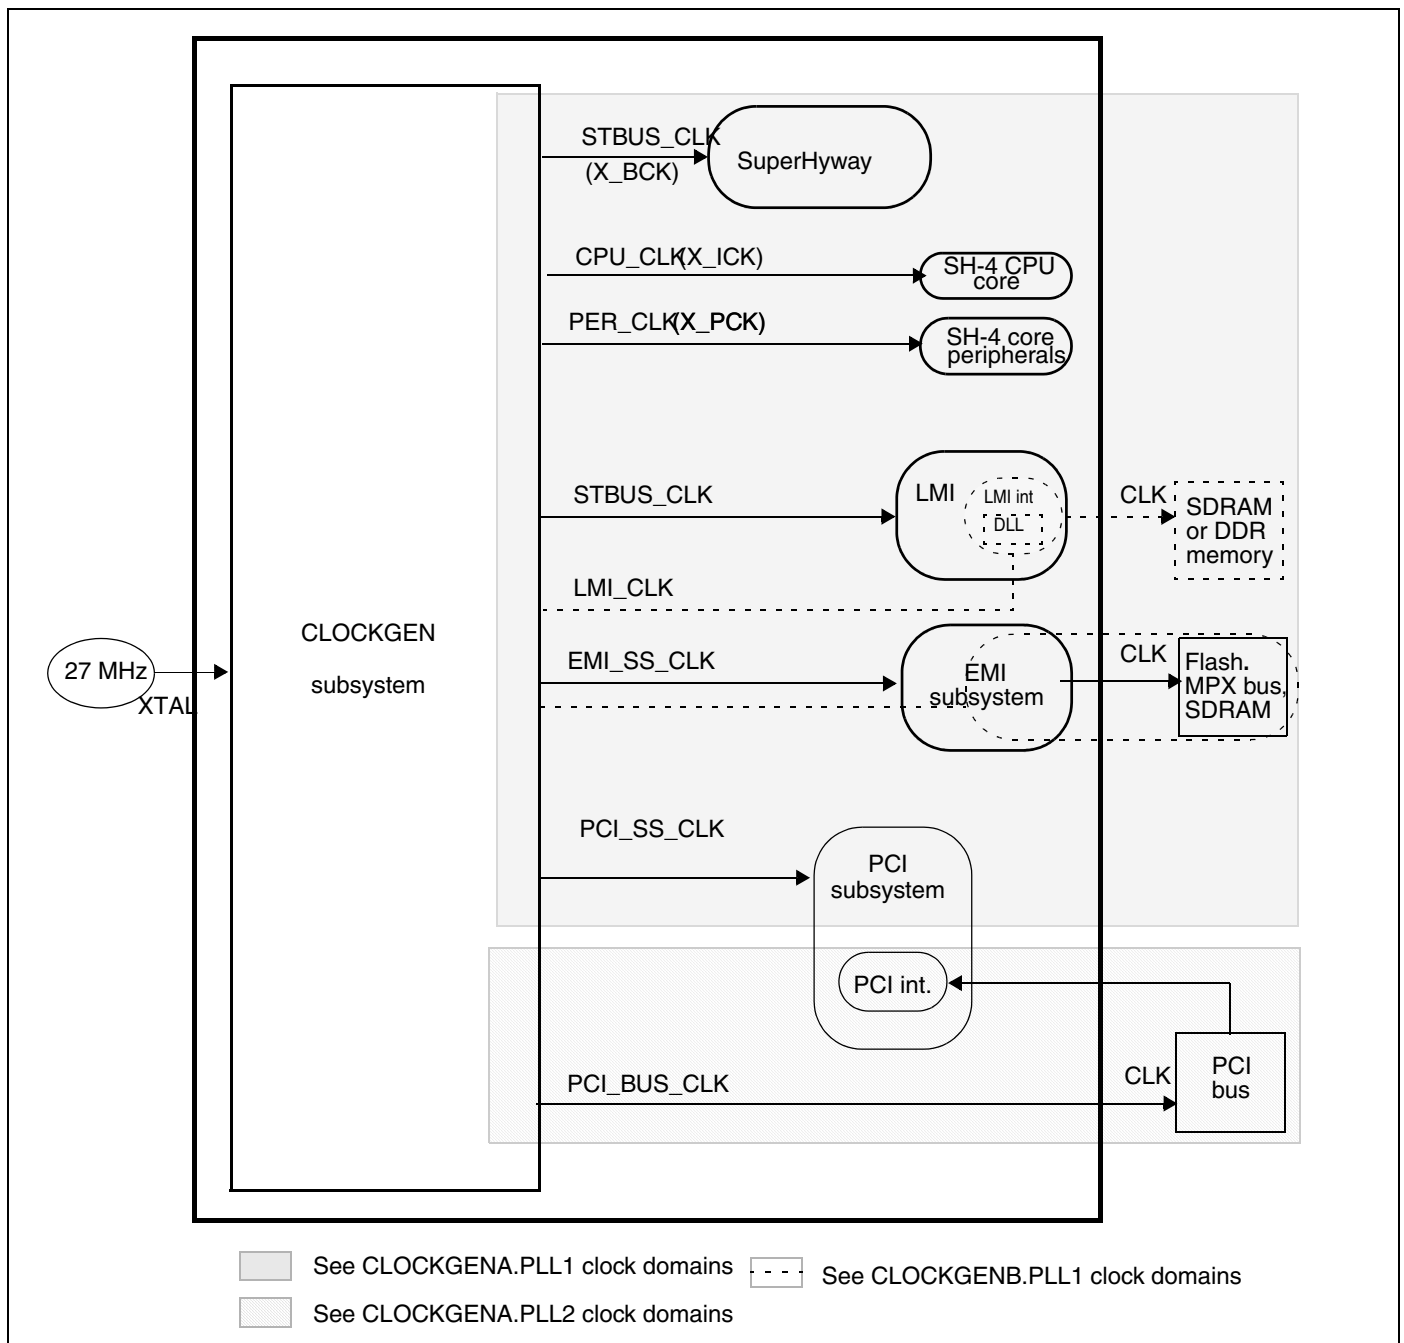 STBUS_CLK
(X_BCK)
SuperHyway
CPU_CLK(X_ICK)
SH-4 CPU
core
PER_CLK(X_PCK)
SH-4 core
peripherals
STBUS_CLK
LMI
LMI int
DLL
CLK
SDRAM
or DDR
memory
LMI_CLK
CLOCKGEN
subsystem
27 MHz
XTAL
EMI_SS_CLK
EMI
subsystem
CLK
Flash.
MPX bus,
SDRAM
PCI_SS_CLK
PCI
subsystem
PCI int.
PCI_BUS_CLK
CLK
PCI
bus
See CLOCKGENA.PLL1 clock domains
See CLOCKGENB.PLL1 clock domains
See CLOCKGENA.PLL2 clock domains